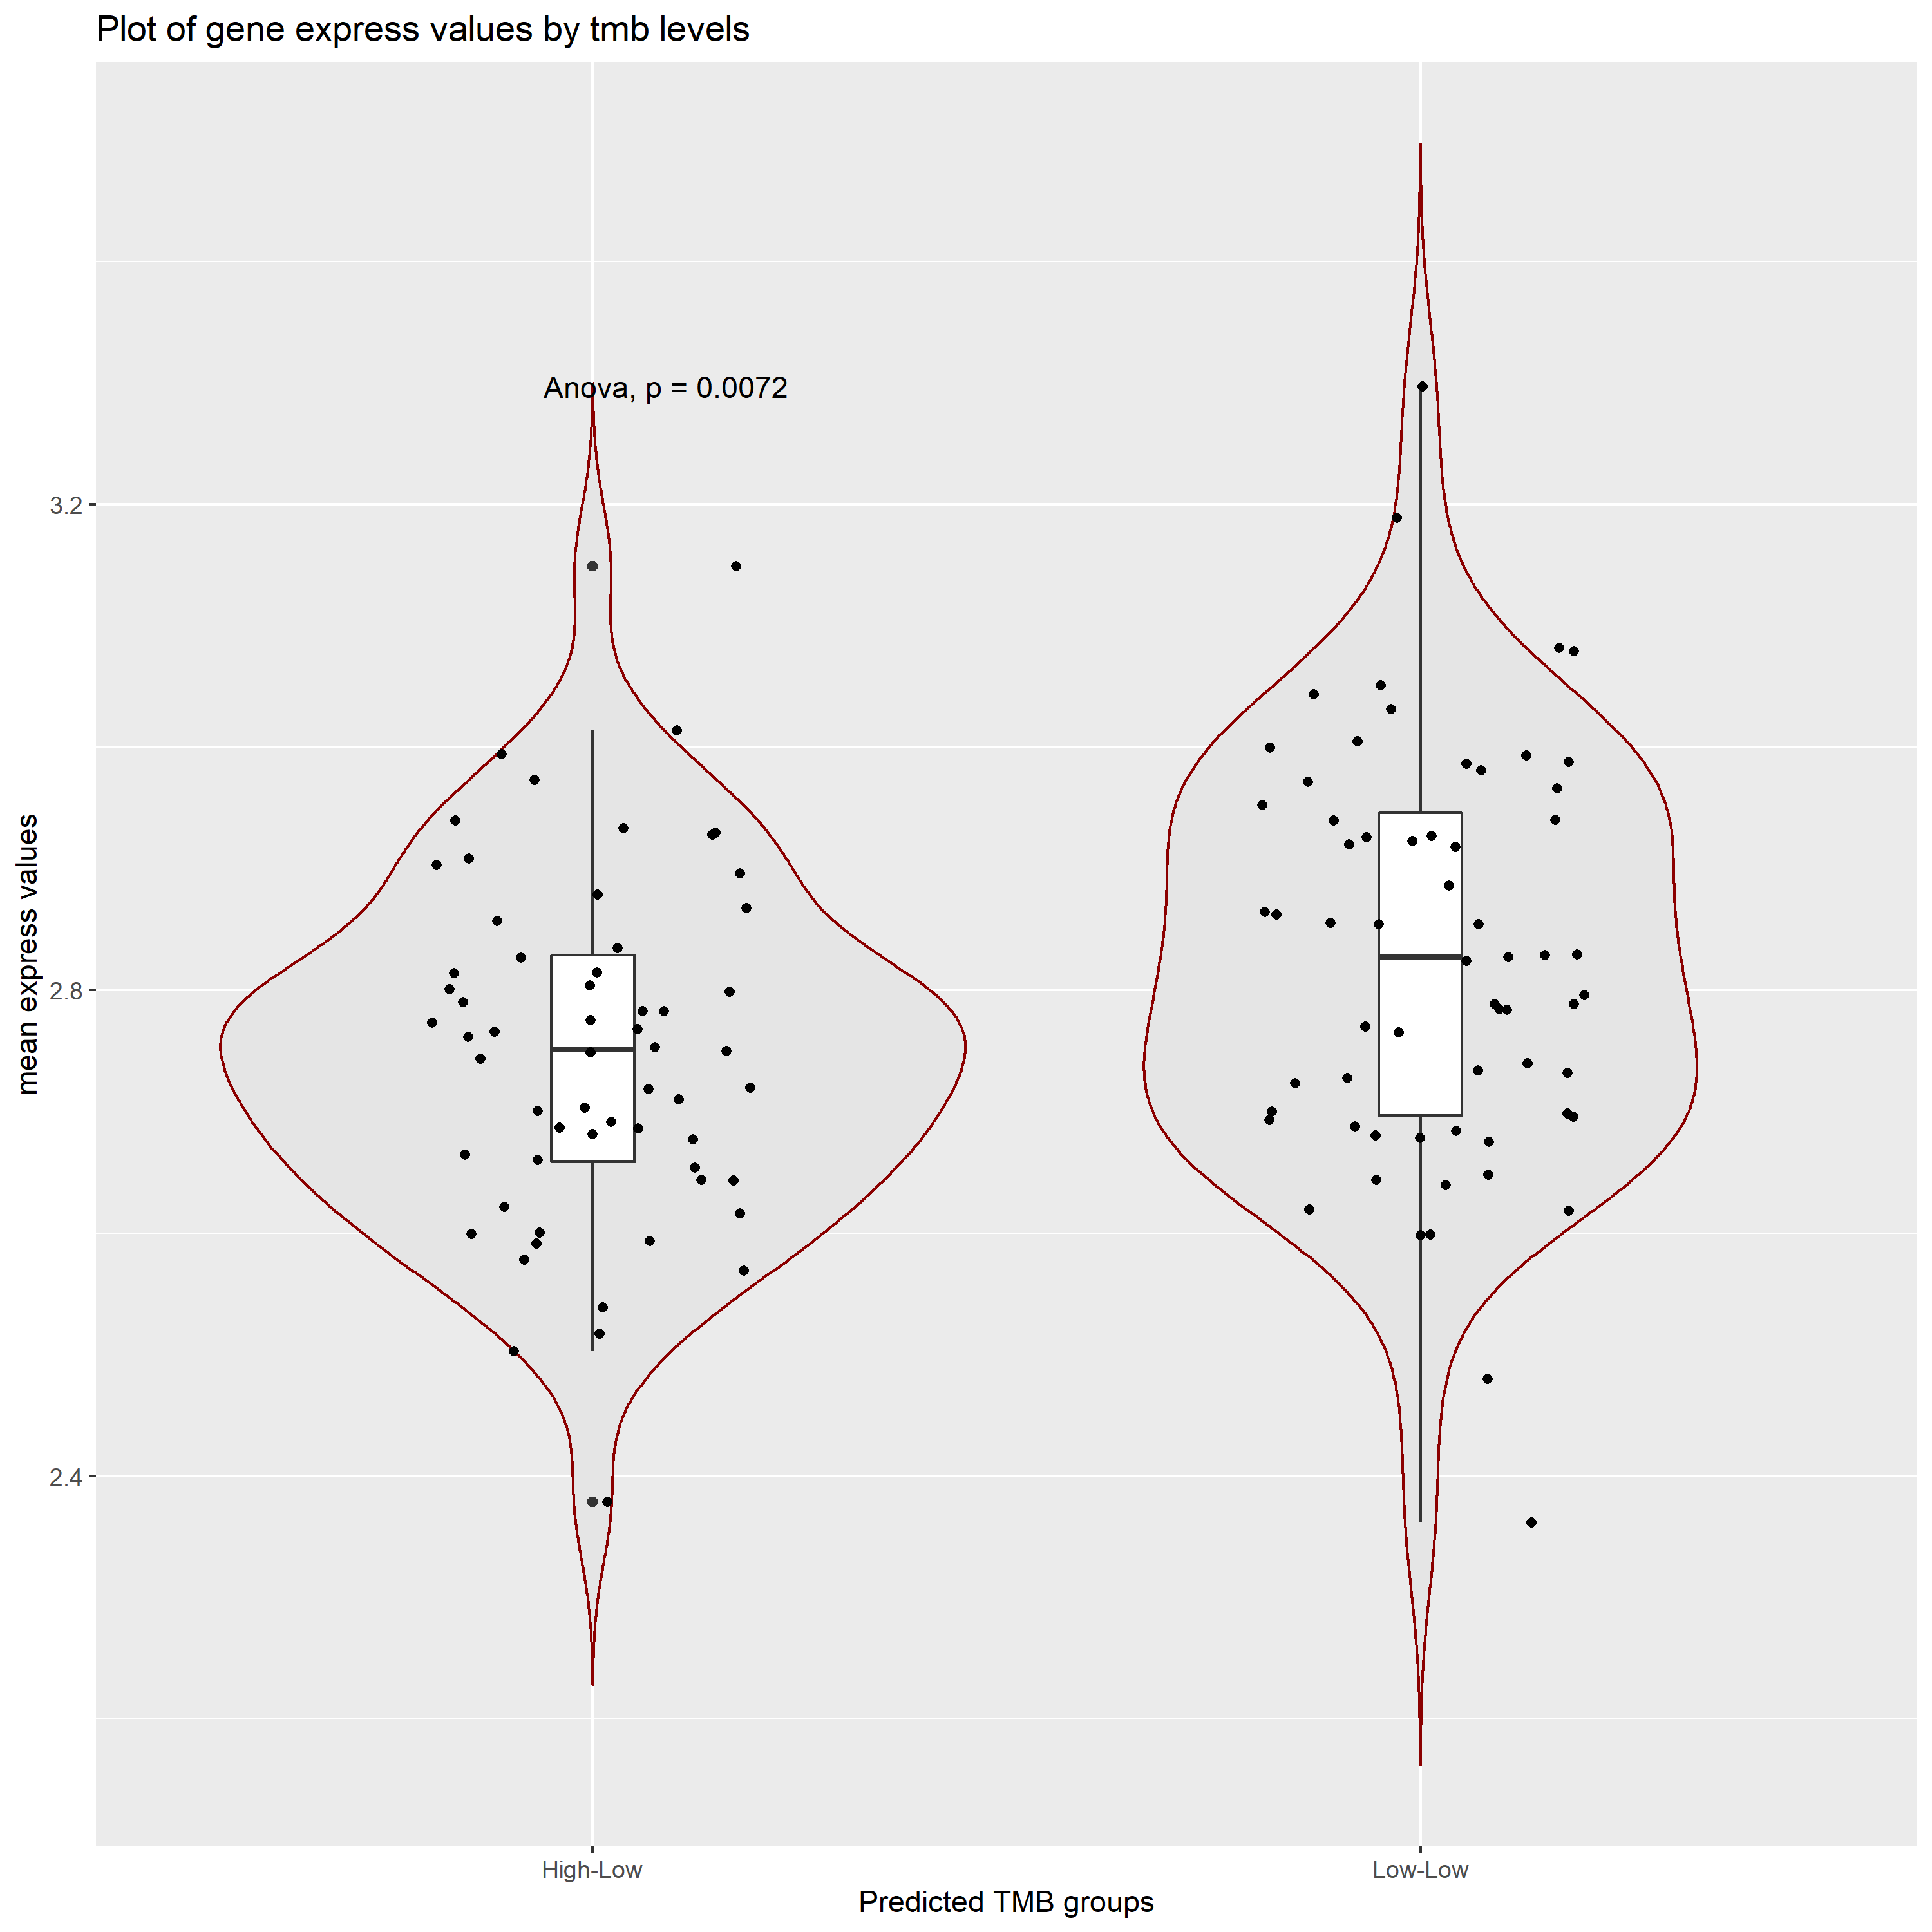 Plot of gene express values by tmb levels
Anova, p = 0.0072
3.2
2.8
2.4
mean express values
High-Low
Low-Low
Predicted TMB groups